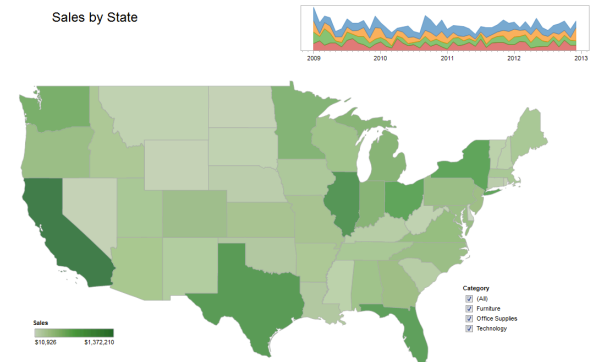 Sales by State
2009 2010 2011 2012 2013
Category
(All)
Furniture
Office Supplies
Technology
Sales
$10,926 $1,372,210